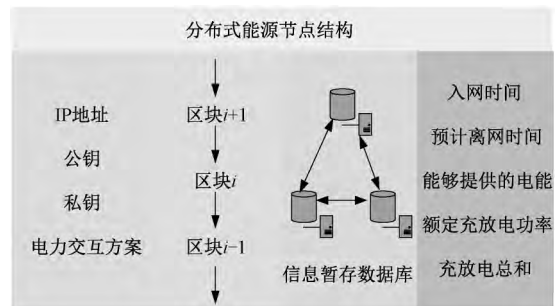 分布式能源节点结构
IP地址
公钥
私钥
电力交互方案
区块i+1
区块i
区块i−1
信息暂存数据库
入网时间
预计离网时间
能够提供的电能
额定充放电功率
充放电总和